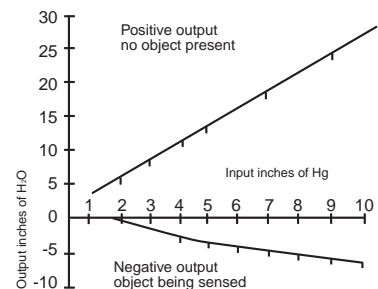 30
Positive output
no object present
25
20
15
10
Input inches of Hg
5
1 2 3 4 5 6 7 8 9 10
0
-5
Negative output
object being sensed
-10
Output inches of H2O